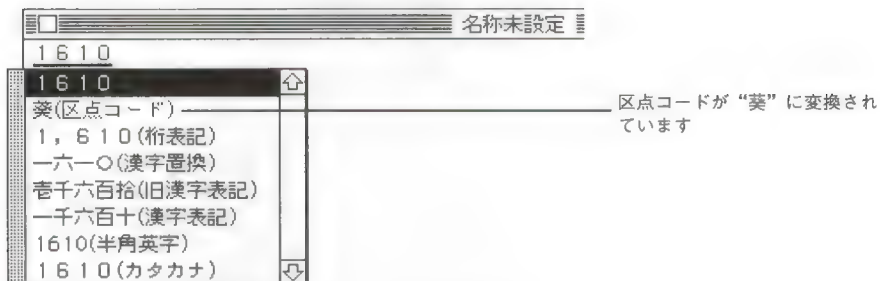 名称未設定
１６１０
１６１０
葵(区点コード)
１，６１０(桁表記)
一六一〇(漢字置換)
壱千六百拾(旧漢字表記)
一千六百十(漢字表記)
1610(半角英字)
１６１０(カタカナ)
区点コードが“葵”に変換され
ています